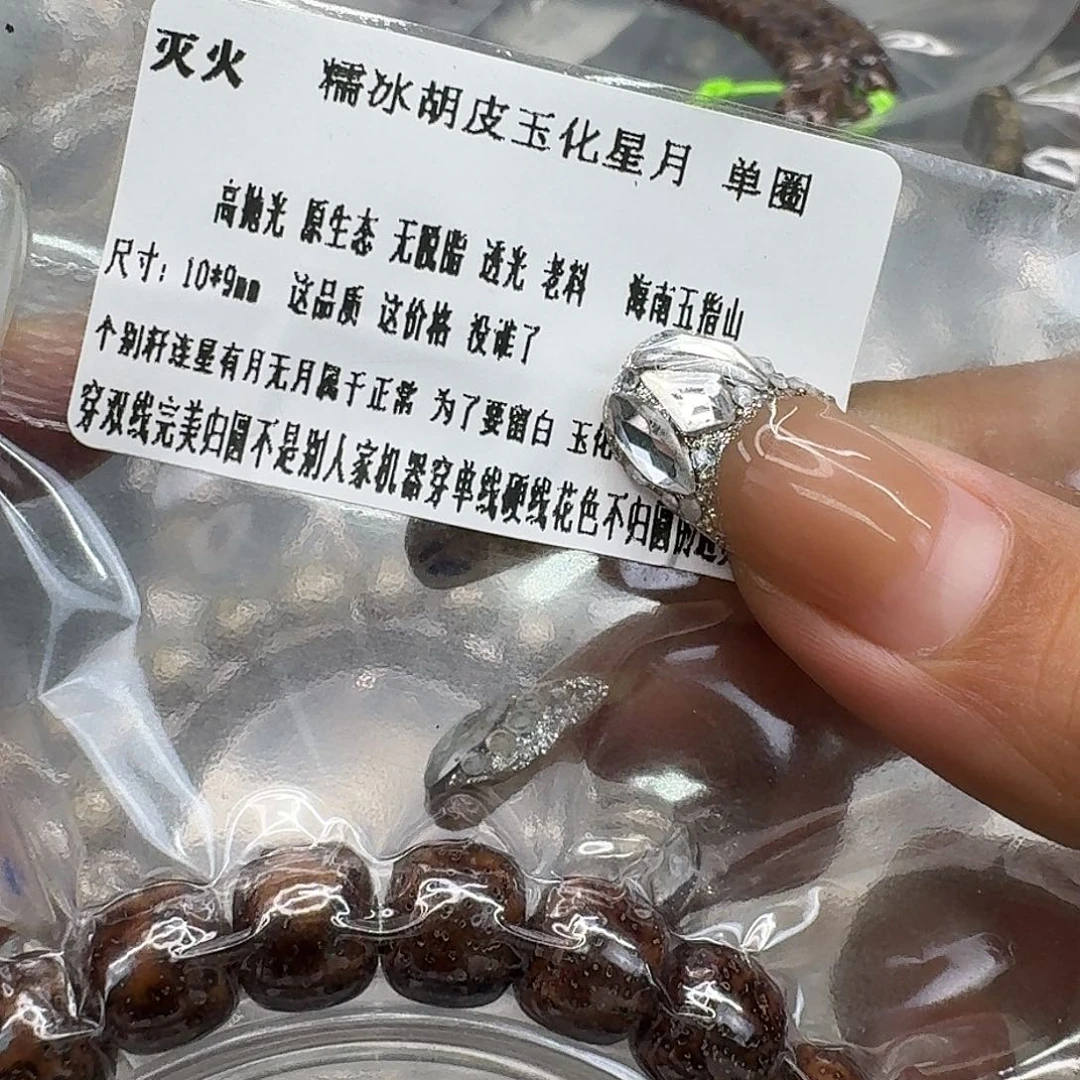 灭火 糯冰胡皮玉化星月 单圈
高抛光 原生态 无脱脂 透光 老料 海南五指山
尺寸：10*9mm 这品质 这价格 没谁了
个别籽连星有月无月属于正常 为了要留白 玉化
穿双线完美归圆不是别人家机器穿单线硬线花色不归圆的